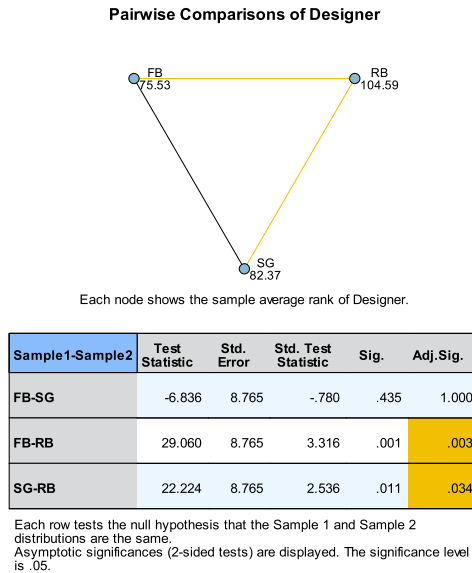 Pairwise Comparisons of Designer
FB
75.53
RB
104.59
SG
82.37
Each node shows the sample average rank of Designer.
Sample1-Sample2 Test Statistic Std. Error Std. Test Statistic Sig. Adj.Sig.
FB-SG -6.836 8.765 -.780 .435 1.000
FB-RB 29.060 8.765 3.316 .001 .003
SG-RB 22.224 8.765 2.536 .011 .034
Each row tests the null hypothesis that the Sample 1 and Sample 2
distributions are the same.
Asymptotic significances (2-sided tests) are displayed. The significance level
is .05.